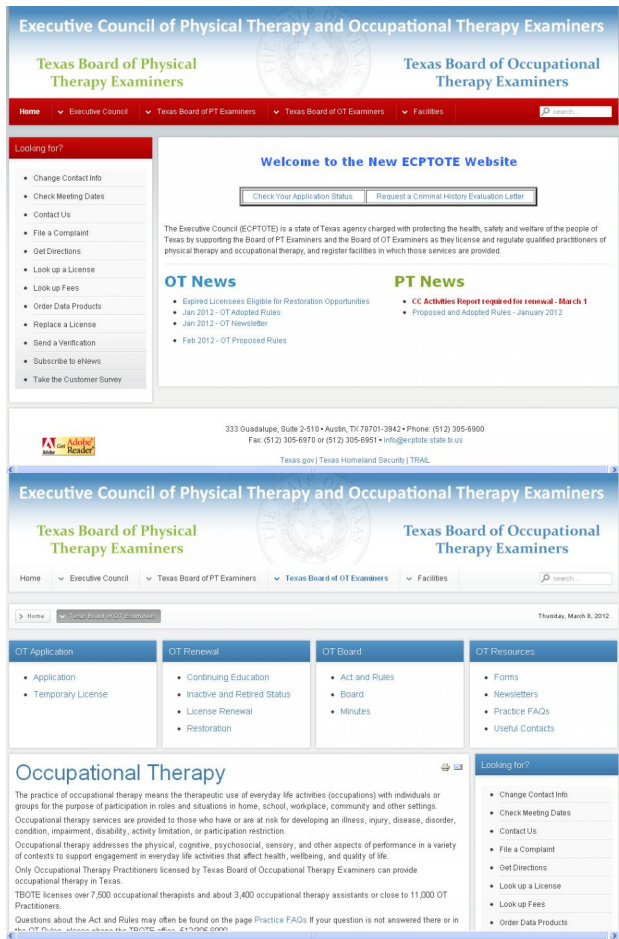 Executive Council of Physical Therapy and Occupational Therapy Examiners
Texas Board of Physical
Therapy Examiners
Texas Board of Occupational
Therapy Examiners
Home Executive Council Texas Board of PT Examiners Texas Board of OT Examiners Facilities search...
Looking for?
Change Contact Info
Check Meeting Dates
Contact Us
File a Complaint
Get Directions
Look up a License
Look up Fees
Order Data Products
Replace a License
Send a Verification
Subscribe to eNews
Take the Customer Survey
Welcome to the New ECPTOTE Website
Check Your Application Status Request a Criminal History Evaluation Letter
The Executive Council (ECPTOTE) is a state of Texas agency charged with protecting the health, safety and welfare of the people of
Texas by supporting the Board of PT Examiners and the Board of OT Examiners as they license and regulate qualified practitioners of
physical therapy and occupational therapy, and register facilities in which those services are provided.
OT News
Expired Licensees Eligible for Restoration Opportunities
Jan 2012 - OT Adopted Rules
Jan 2012 - OT Newsletter
Feb 2012 - OT Proposed Rules
PT News
CC Activities Report required for renewal - March 1
Proposed and Adopted Rules - January 2012
Get Adobe®
Reader®
Adobe
333 Guadalupe, Suite 2-510 • Austin, TX 78701-3942 • Phone: (512) 305-6900
Fax: (512) 305-6970 or (512) 305-6951 • info@ecptote.state.tx.us
Texas.gov | Texas Homeland Security | TRAIL
Executive Council of Physical Therapy and Occupational Therapy Examiners
Texas Board of Physical
Therapy Examiners
Texas Board of Occupational
Therapy Examiners
Home Executive Council Texas Board of PT Examiners Texas Board of OT Examiners Facilities search...
Home Texas Board of OT Examiners Thursday, March 8, 2012
OT Application
Application
Temporary License
OT Renewal
Continuing Education
Inactive and Retired Status
License Renewal
Restoration
OT Board
Act and Rules
Board
Minutes
OT Resources
Forms
Newsletters
Practice FAQs
Useful Contacts
Occupational Therapy
The practice of occupational therapy means the therapeutic use of everyday life activities (occupations) with individuals or
groups for the purpose of participation in roles and situations in home, school, workplace, community and other settings.
Occupational therapy services are provided to those who have or are at risk for developing an illness, injury, disease, disorder,
condition, impairment, disability, activity limitation, or participation restriction.
Occupational therapy addresses the physical, cognitive, psychosocial, sensory, and other aspects of performance in a variety
of contexts to support engagement in everyday life activities that affect health, wellbeing, and quality of life.
Only Occupational Therapy Practitioners licensed by Texas Board of Occupational Therapy Examiners can provide
occupational therapy in Texas.
TBOTE licenses over 7,500 occupational therapists and about 3,400 occupational therapy assistants or close to 11,000 OT
Practitioners.
Questions about the Act and Rules may often be found on the page Practice FAQs If your question is not answered there or in
the OT Rules, please phone the TBOTE office, 512/305-6900
Looking for?
Change Contact Info
Check Meeting Dates
Contact Us
File a Complaint
Get Directions
Look up a License
Look up Fees
Order Data Products